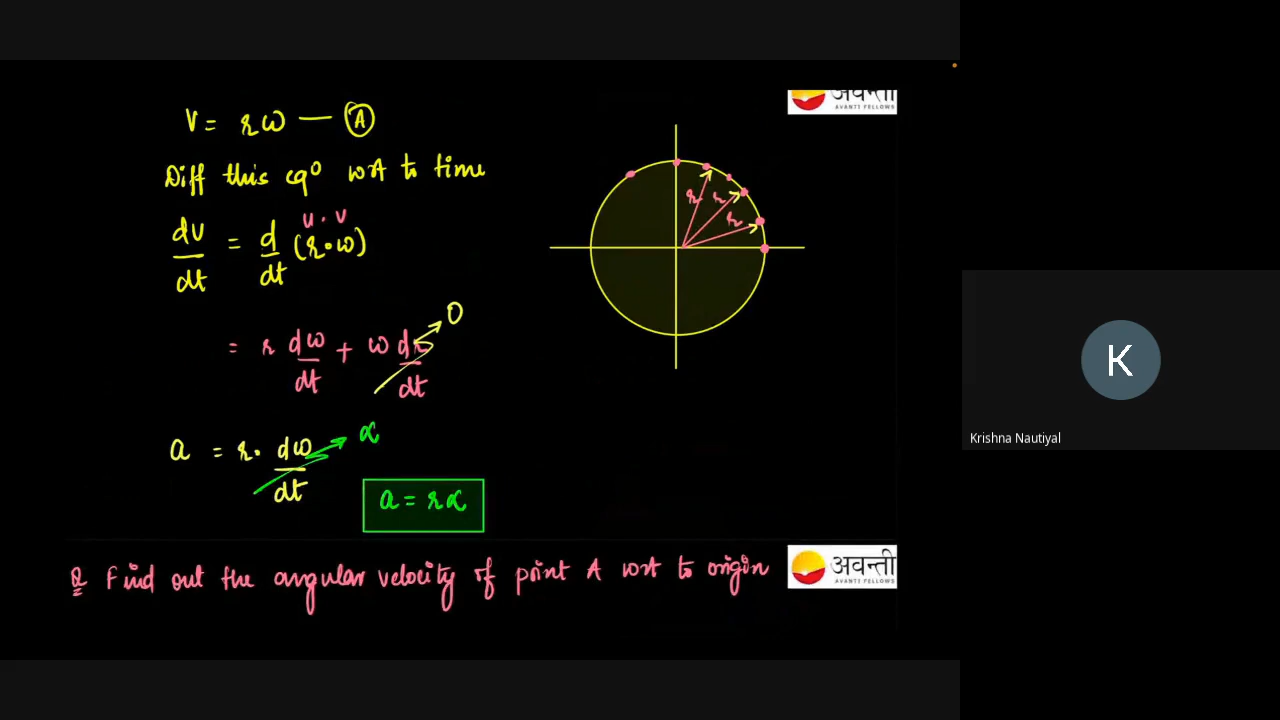 V = rω — Ⓐ
Diff this eqⁿ wrt to time
u · v
dv/dt = d/dt (r·ω)
= r dω/dt + ω dr/dt → 0
a = r· dω/dt → α
a = rα
Q Find out the angular velocity of point A wrt to origin
r r r
अवन्ती
AVANTI FELLOWS
अवन्ती
AVANTI FELLOWS
K
Krishna Nautiyal